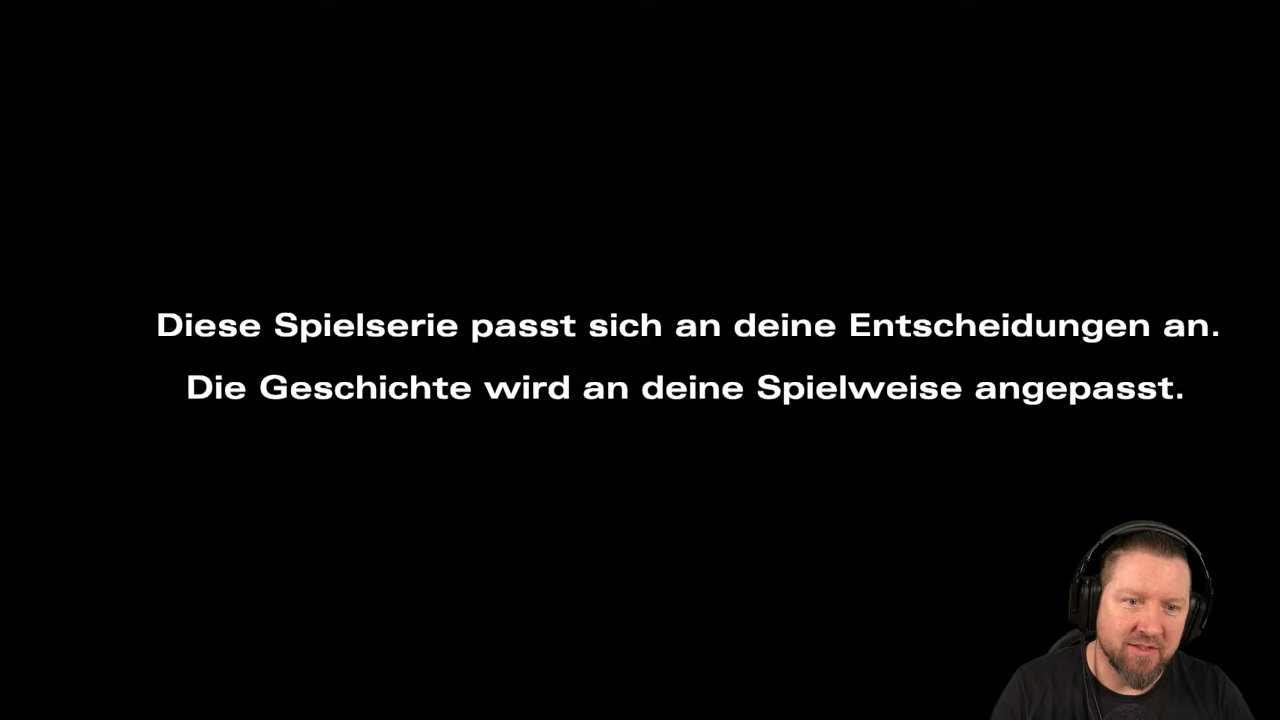 Diese Spielserie passt sich an deine Entscheidungen an.
Die Geschichte wird an deine Spielweise angepasst.